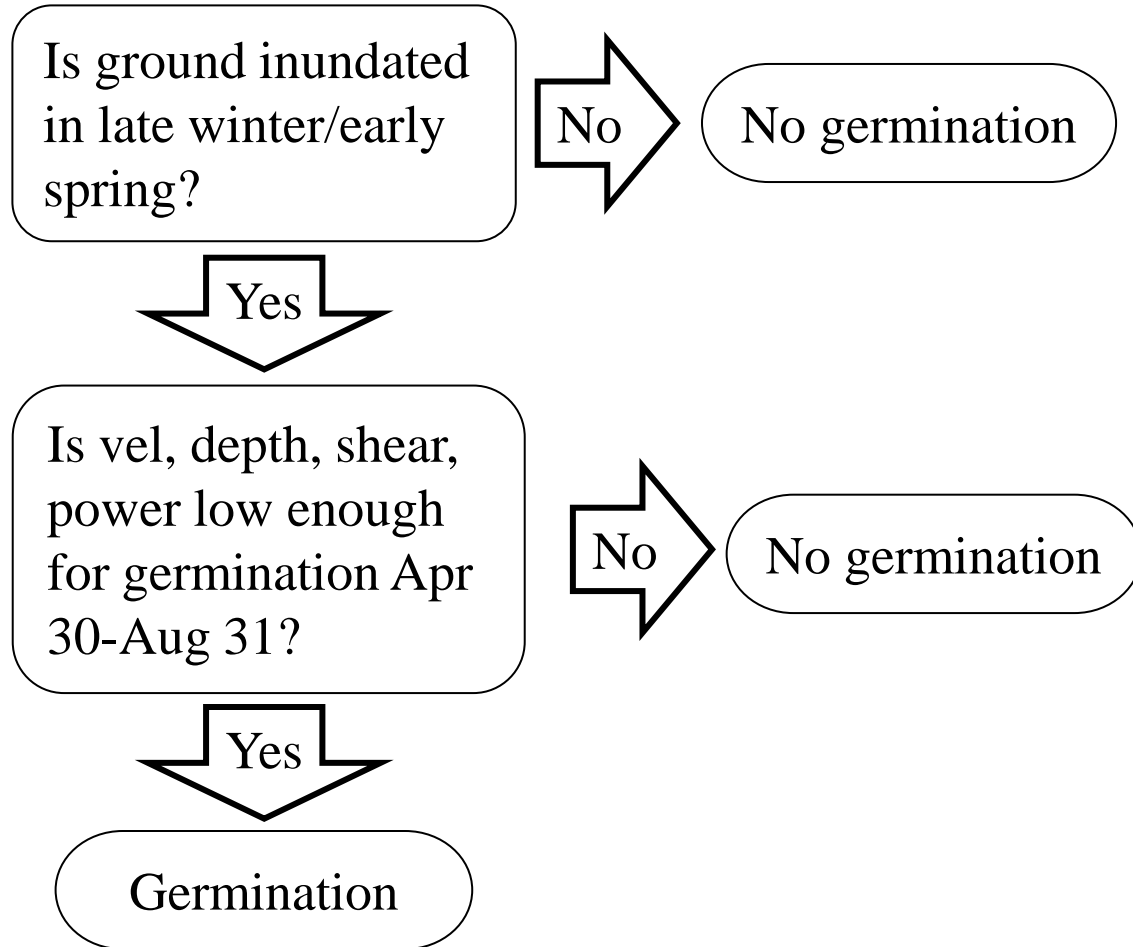 Is ground inundated
in late winter/early
spring?
No
No germination
Yes
Is vel, depth, shear,
power low enough
for germination Apr
30-Aug 31?
No
No germination
Yes
Germination